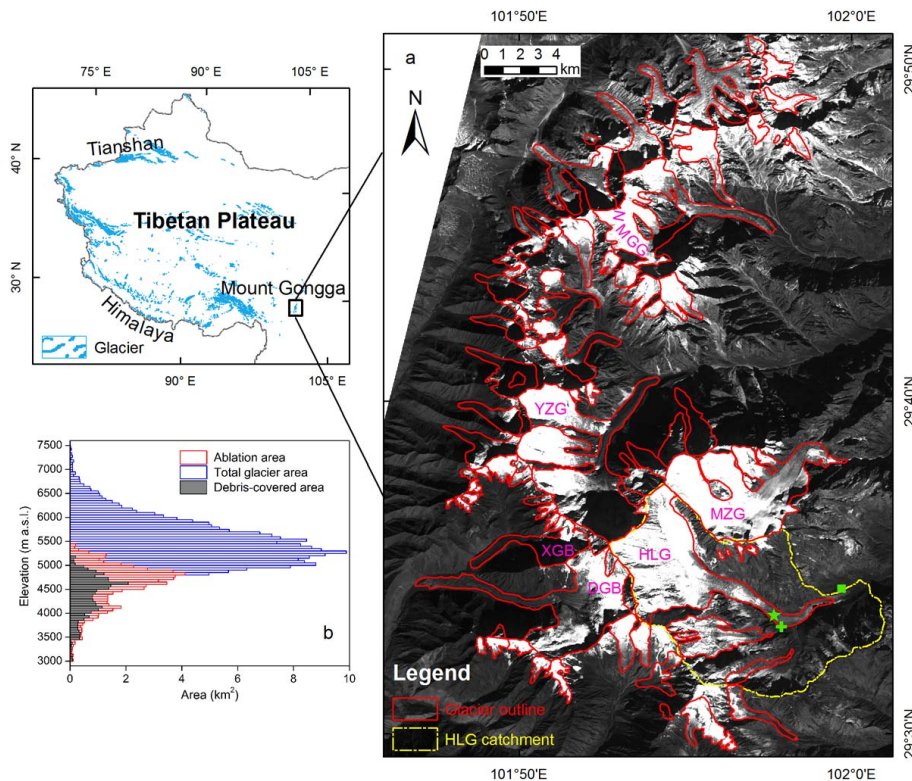 101°50'E
102°0'E
a
0 1 2 3 4
km
N
75°E
90°E
105°E
40°N
30°N
Tianshan
Tibetan Plateau
Mount Gongga
Himalaya
Glacier
90°E
105°E
N MGG
YZG
MZG
XGB
HLG
DGB
29°50'N
29°40'N
29°30'N
Legend
Glacier outline
HLG catchment
101°50'E
102°0'E
7500
7000
6500
6000
5500
5000
4500
4000
3500
3000
Elevation (m a.s.l.)
Ablation area
Total glacier area
Debris-covered area
b
0 2 4 6 8 10
Area (km²)